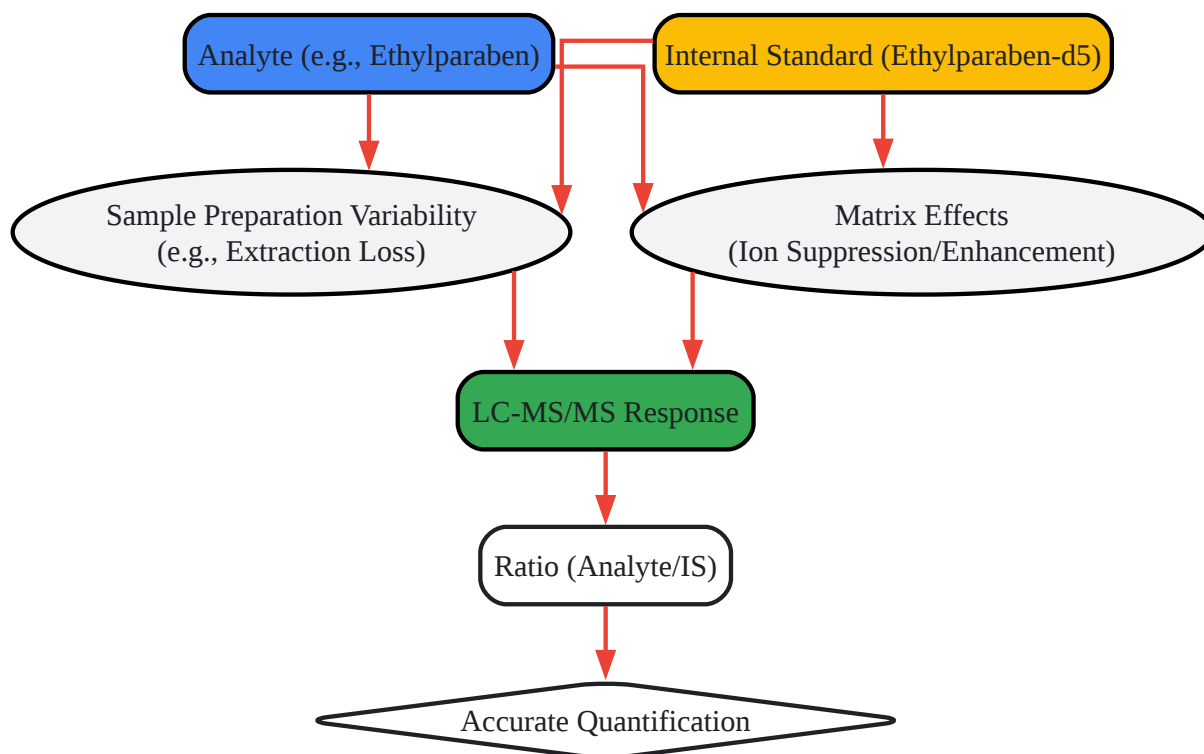 Analyte (e.g., Ethylparaben)
Internal Standard (Ethylparaben-d5)
Sample Preparation Variability
(e.g., Extraction Loss)
Matrix Effects
(Ion Suppression/Enhancement)
LC-MS/MS Response
Ratio (Analyte/IS)
Accurate Quantification